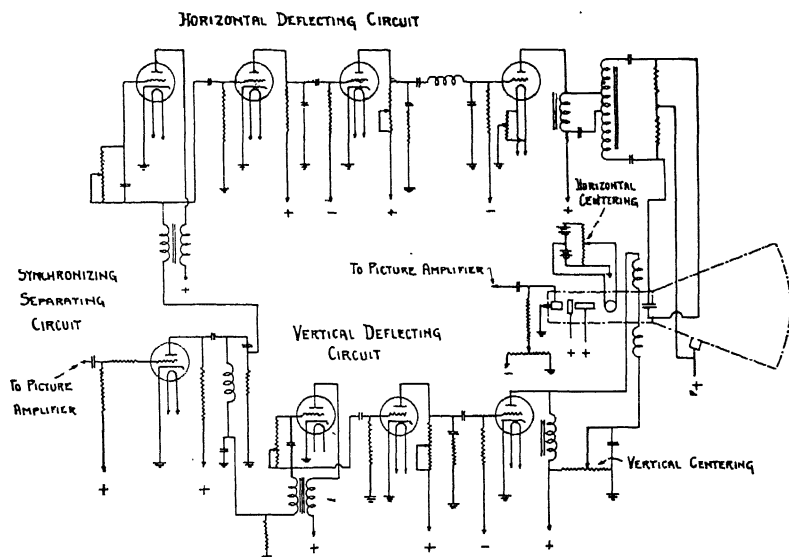 HORIZONTAL DEFLECTING CIRCUIT
+
-
+
-
+
HORIZONTAL
CENTERING
+
TO PICTURE AMPLIFIER
SYNCHRONIZING
SEPARATING
CIRCUIT
VERTICAL DEFLECTING
CIRCUIT
+ +
-
+
TO PICTURE
AMPLIFIER
VERTICAL CENTERING
+
+
+
+
-
+